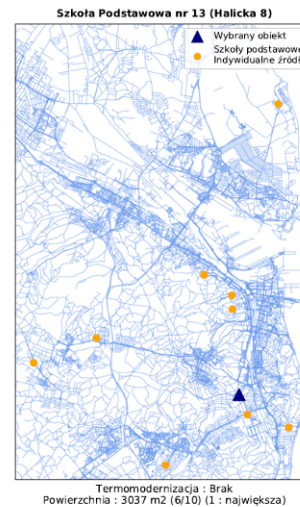 Szkoła Podstawowa nr 13 (Halicka 8)
Wybrany obiekt
Szkoły podstawowe
Indywidualne źródł
Termomodernizacja : Brak
Powierzchnia : 3037 m2 (6/10) (1 : największa)